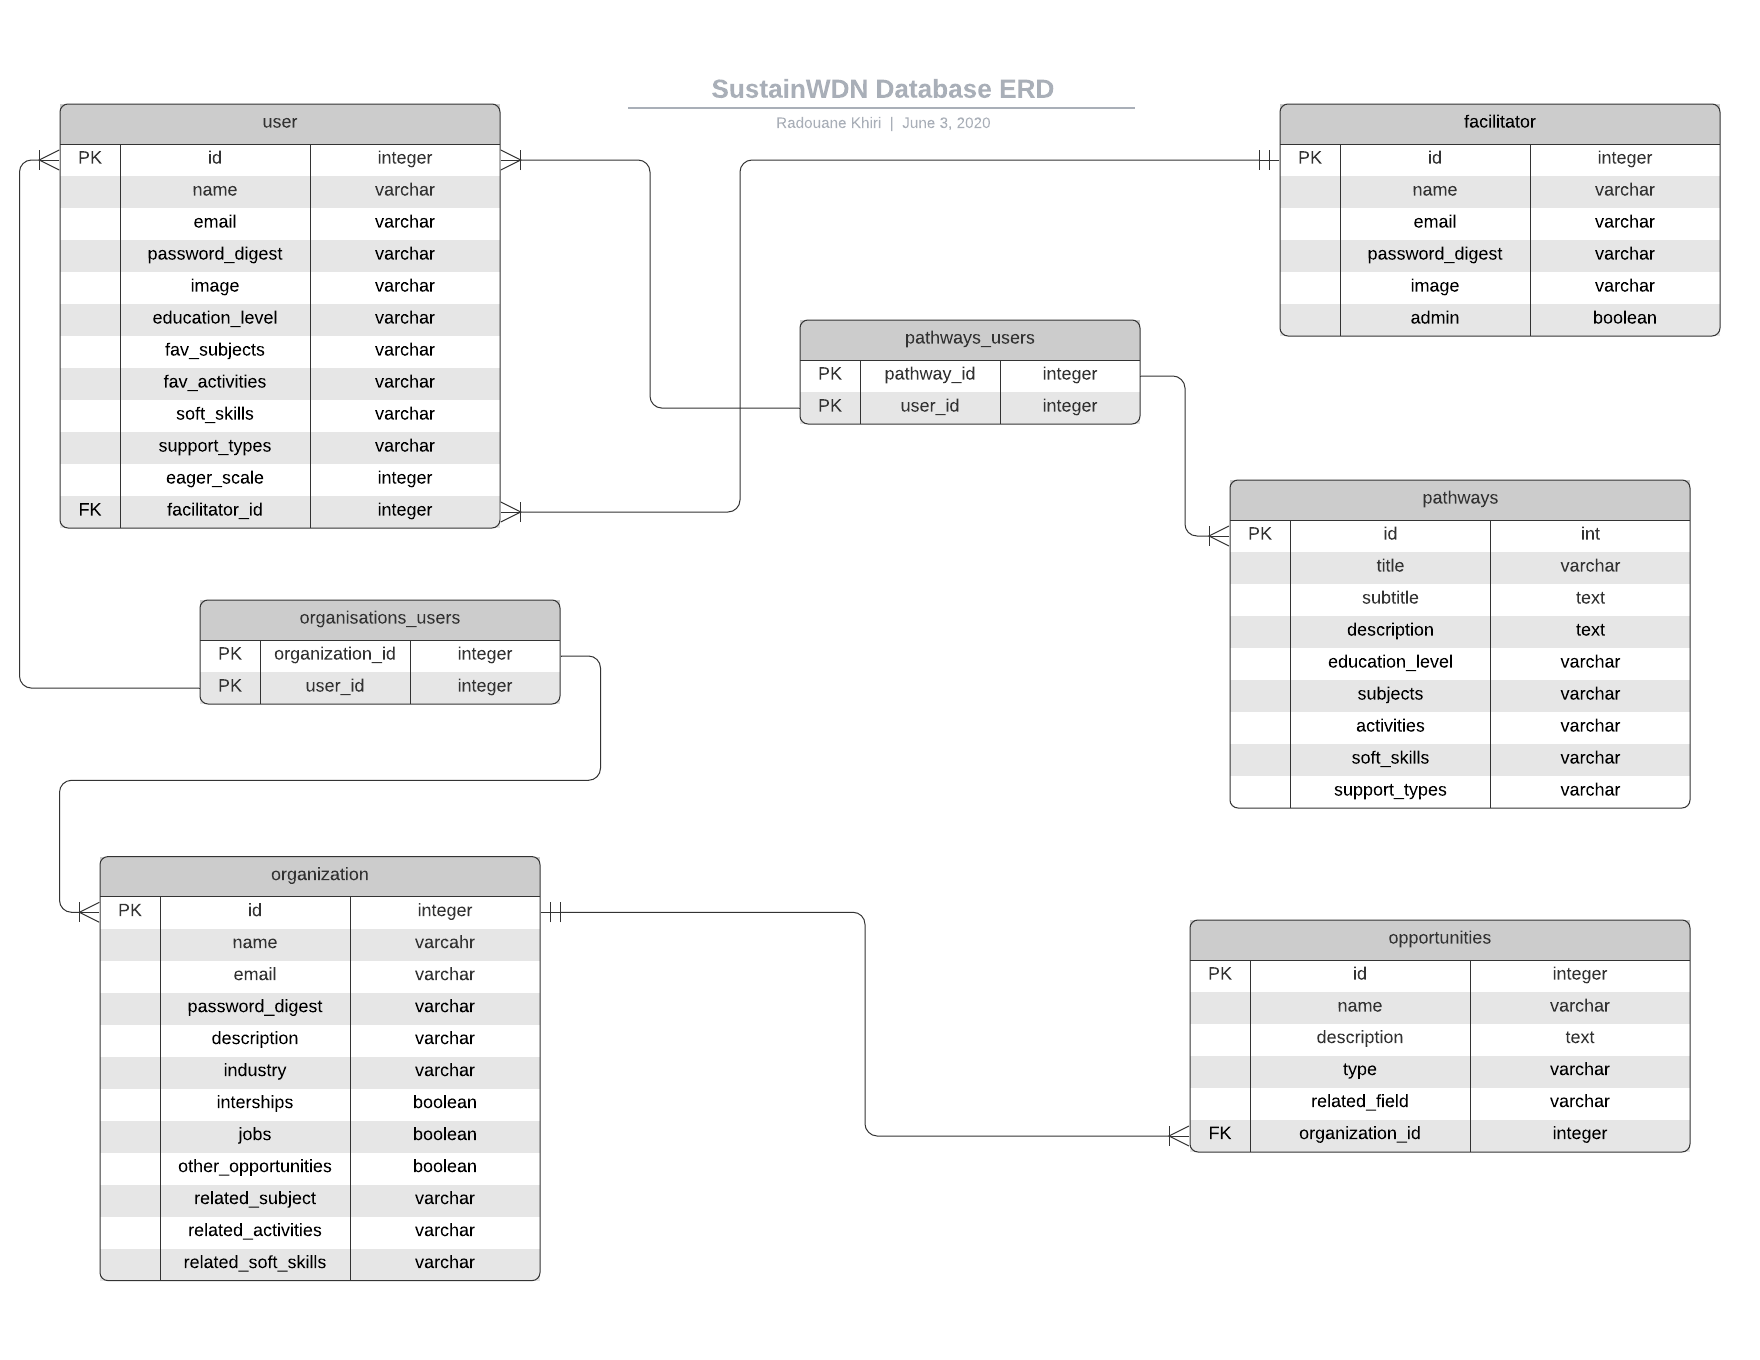 SustainWDN Database ERD
Radouane Khiri | June 3, 2020
user
PK id integer
name varchar
email varchar
password_digest varchar
image varchar
education_level varchar
fav_subjects varchar
fav_activities varchar
soft_skills varchar
support_types varchar
eager_scale integer
FK facilitator_id integer
facilitator
PK id integer
name varchar
email varchar
password_digest varchar
image varchar
admin boolean
pathways_users
PK pathway_id integer
PK user_id integer
pathways
PK id int
title varchar
subtitle text
description text
education_level varchar
subjects varchar
activities varchar
soft_skills varchar
support_types varchar
organisations_users
PK organization_id integer
PK user_id integer
organization
PK id integer
name varcahr
email varchar
password_digest varchar
description varchar
industry varchar
interships boolean
jobs boolean
other_opportunities boolean
related_subject varchar
related_activities varchar
related_soft_skills varchar
opportunities
PK id integer
name varchar
description text
type varchar
related_field varchar
FK organization_id integer